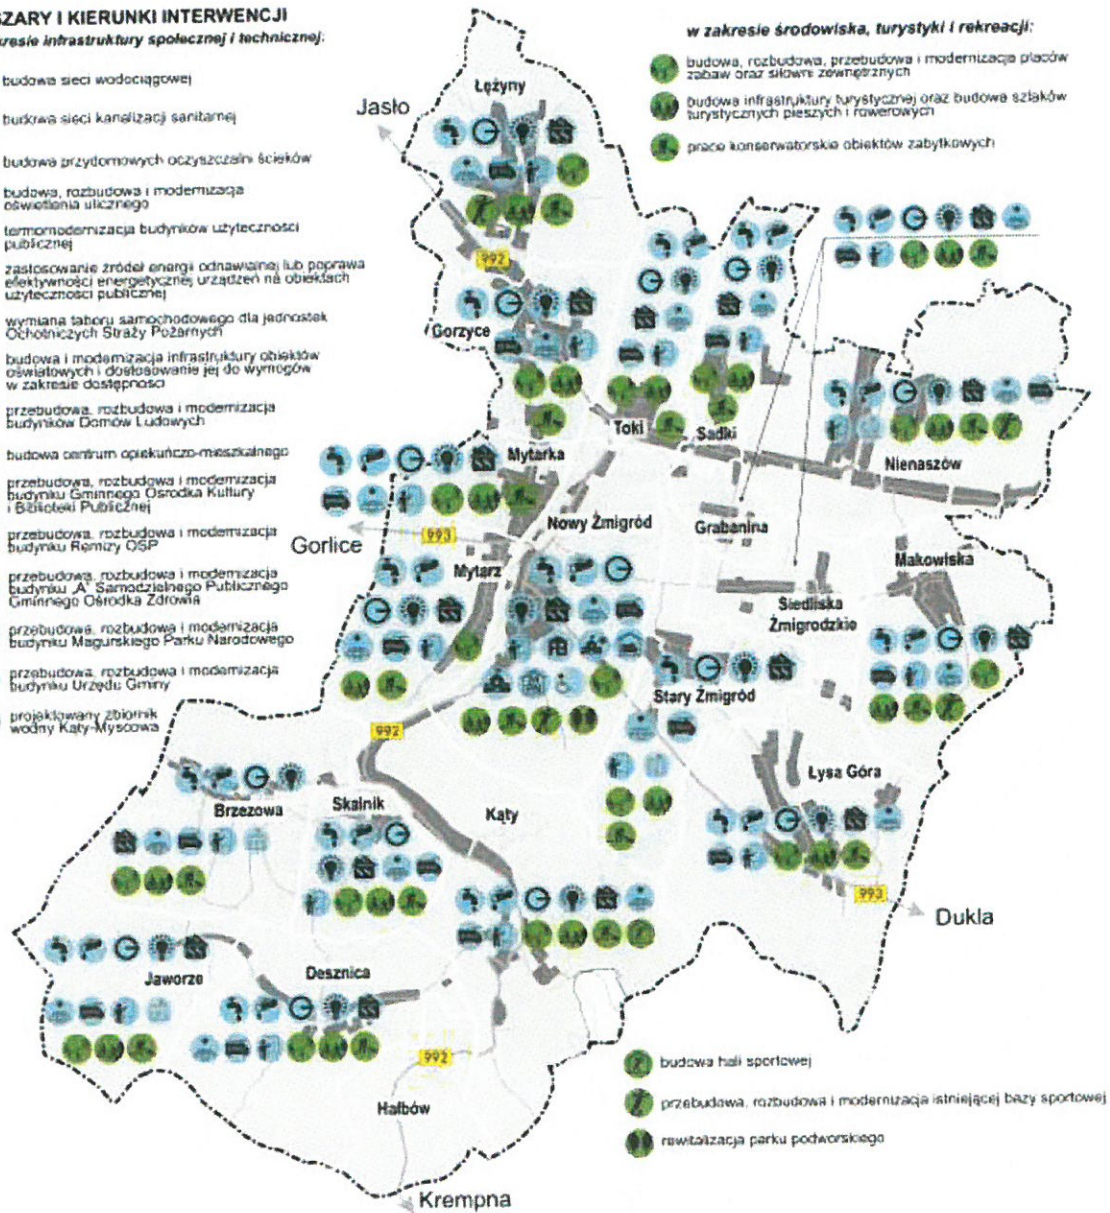 SZARY I KIERUNKI INTERWENCJI
kresie infrastruktury społecznej i technicznej:
budowa sieci wodociągowej
budowa sieci kanalizacji sanitarnej
budowa przydomowych oczyszczalni ścieków
budowa, rozbudowa i modernizacja
oświetlenia ulicznego
termomodernizacja budynków użyteczności
publicznej
zastosowanie źródeł energii odnawialnej lub poprawa
efektywności energetycznej urządzeń na obiektach
użyteczności publicznej
wymiana taboru samochodowego dla jednostek
Ochotniczych Straży Pożarnych
budowa i modernizacja infrastruktury obiektów
oświatowych i dostosowanie jej do wymogów
w zakresie dostępności
przebudowa, rozbudowa i modernizacja
budynków Domów Ludowych
budowa centrum opiekuńczo-mieszkalnego
przebudowa, rozbudowa i modernizacja
budynku Gminnego Ośrodka Kultury
i Biblioteki Publicznej
przebudowa, rozbudowa i modernizacja
budynku Remizy OSP
przebudowa, rozbudowa i modernizacja
budynku „A" Samodzielnego Publicznego
Gminnego Ośrodka Zdrowia
przebudowa, rozbudowa i modernizacja
budynku Magurskiego Parku Narodowego
przebudowa, rozbudowa i modernizacja
budynku Urzędu Gminy
projektowany zbiornik
wodny Kąty-Myscowa
w zakresie środowiska, turystyki i rekreacji:
budowa, rozbudowa, przebudowa i modernizacja placów
zabaw oraz siłowni zewnętrznych
budowa infrastruktury turystycznej oraz budowa szlaków
turystycznych pieszych i rowerowych
prace konserwatorskie obiektów zabytkowych
Łężyny
Jasło
992
Gorzyce
Toki
Sadki
Mytarka
Nienaszów
Nowy Żmigród
Grabanina
993
Gorlice
Mytarz
Makowiska
Siedliska
Żmigrodzkie
Stary Żmigród
992
Łysa Góra
Brzezowa
Skalnik
Kąty
993
Dukla
Jaworze
Desznica
992
Hałbów
Krempna
budowa hali sportowej
przebudowa, rozbudowa i modernizacja istniejącej bazy sportowej
rewitalizacja parku podworskiego